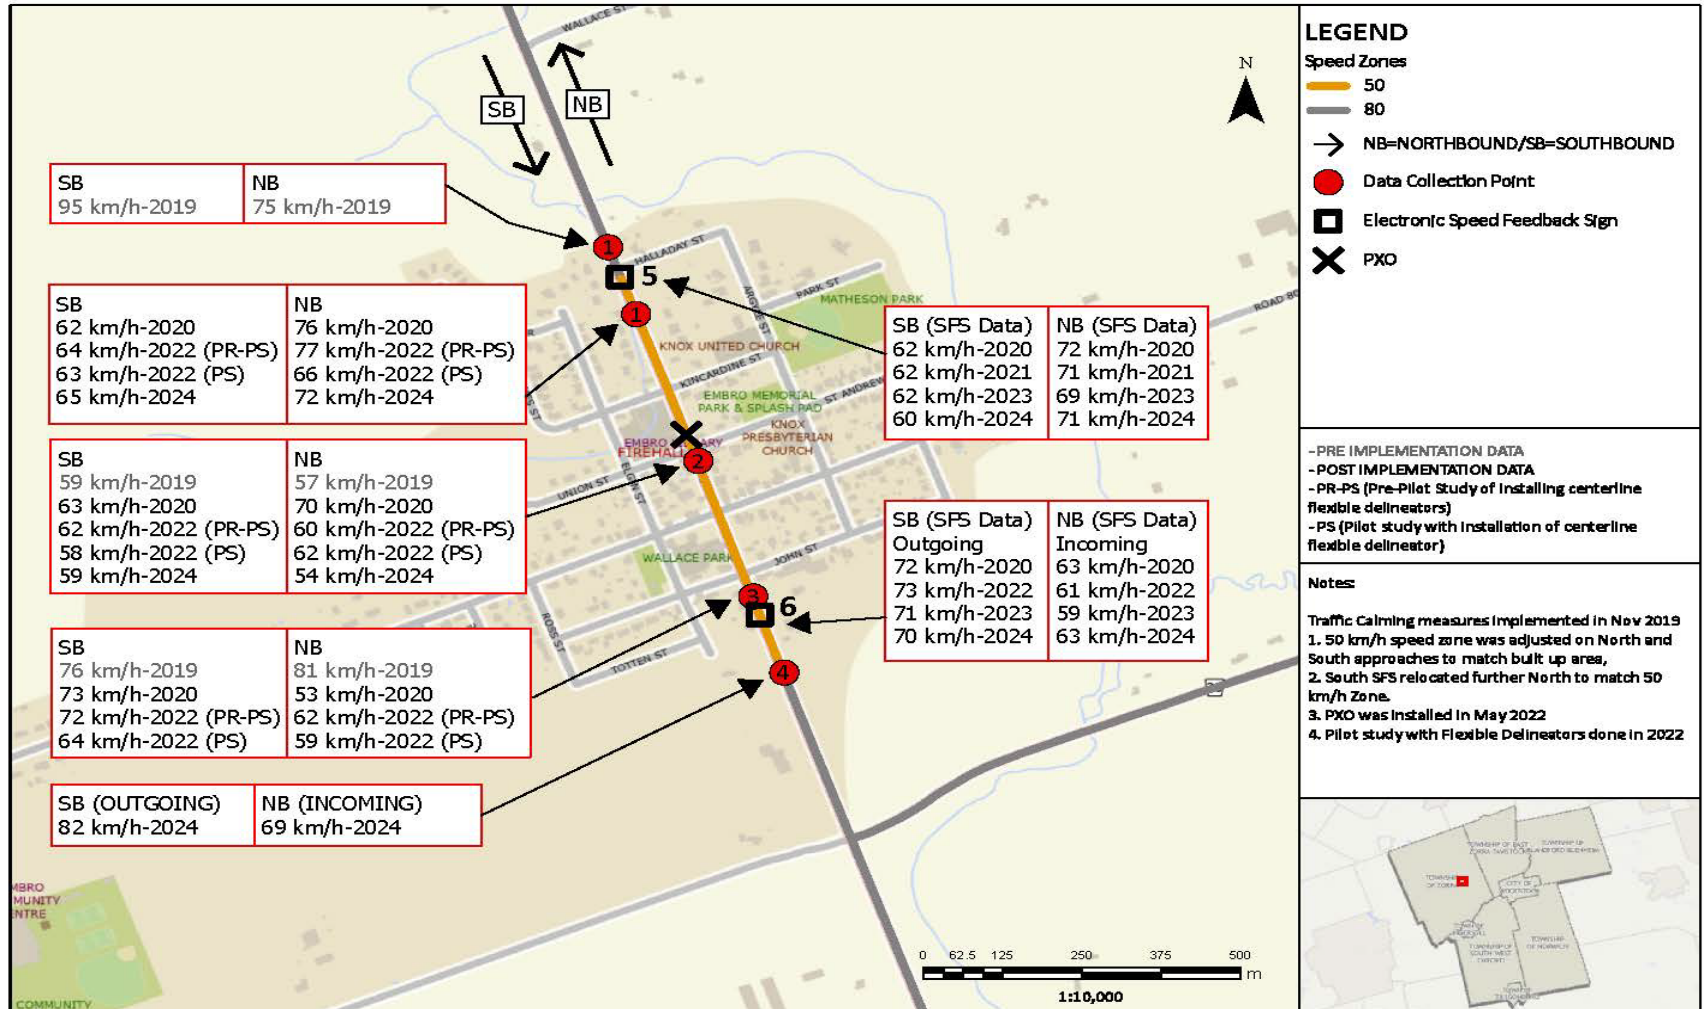 WALLACE ST
SB
NB
N
SB
95 km/h-2019
NB
75 km/h-2019
1
HALLADAY ST
5
1
SB
62 km/h-2020
64 km/h-2022 (PR-PS)
63 km/h-2022 (PS)
65 km/h-2024
NB
76 km/h-2020
77 km/h-2022 (PR-PS)
66 km/h-2022 (PS)
72 km/h-2024
PARK ST
MATHESON PARK
ARGYLE ST
ROAD 80
KNOX UNITED CHURCH
KINCARDINE ST
ST ANDREW
EMBRO MEMORIAL
PARK & SPLASH PAD
KNOX
PRESBYTERIAN
CHURCH
EMBRO
ARY
FIREHALL
2
SB (SFS Data)
62 km/h-2020
62 km/h-2021
62 km/h-2023
60 km/h-2024
NB (SFS Data)
72 km/h-2020
71 km/h-2021
69 km/h-2023
71 km/h-2024
SB
59 km/h-2019
63 km/h-2020
62 km/h-2022 (PR-PS)
58 km/h-2022 (PS)
59 km/h-2024
NB
57 km/h-2019
70 km/h-2020
60 km/h-2022 (PR-PS)
62 km/h-2022 (PS)
54 km/h-2024
UNION ST
ELGIN ST
WALLACE PARK
JOHN ST
SB (SFS Data)
Outgoing
72 km/h-2020
73 km/h-2022
71 km/h-2023
70 km/h-2024
NB (SFS Data)
Incoming
63 km/h-2020
61 km/h-2022
59 km/h-2023
63 km/h-2024
3
6
ROSS ST
TOTTEN ST
4
SB
76 km/h-2019
73 km/h-2020
72 km/h-2022 (PR-PS)
64 km/h-2022 (PS)
NB
81 km/h-2019
53 km/h-2020
62 km/h-2022 (PR-PS)
59 km/h-2022 (PS)
SB (OUTGOING)
82 km/h-2024
NB (INCOMING)
69 km/h-2024
MBRO
MUNITY
NTRE
COMMUNITY
0 62.5 125 250 375 500
m
1:10,000
LEGEND
Speed Zones
50
80
NB=NORTHBOUND/SB=SOUTHBOUND
Data Collection Point
Electronic Speed Feedback Sign
PXO
-PRE IMPLEMENTATION DATA
-POST IMPLEMENTATION DATA
-PR-PS (Pre-Pilot Study of installing centerline
flexible delineators)
-PS (Pilot study with installation of centerline
flexible delineator)
Notes:
Traffic Calming measures implemented in Nov 2019
1. 50 km/h speed zone was adjusted on North and
South approaches to match built up area,
2. South SFS relocated further North to match 50
km/h Zone.
3. PXO was installed in May 2022
4. Pilot study with Flexible Delineators done in 2022